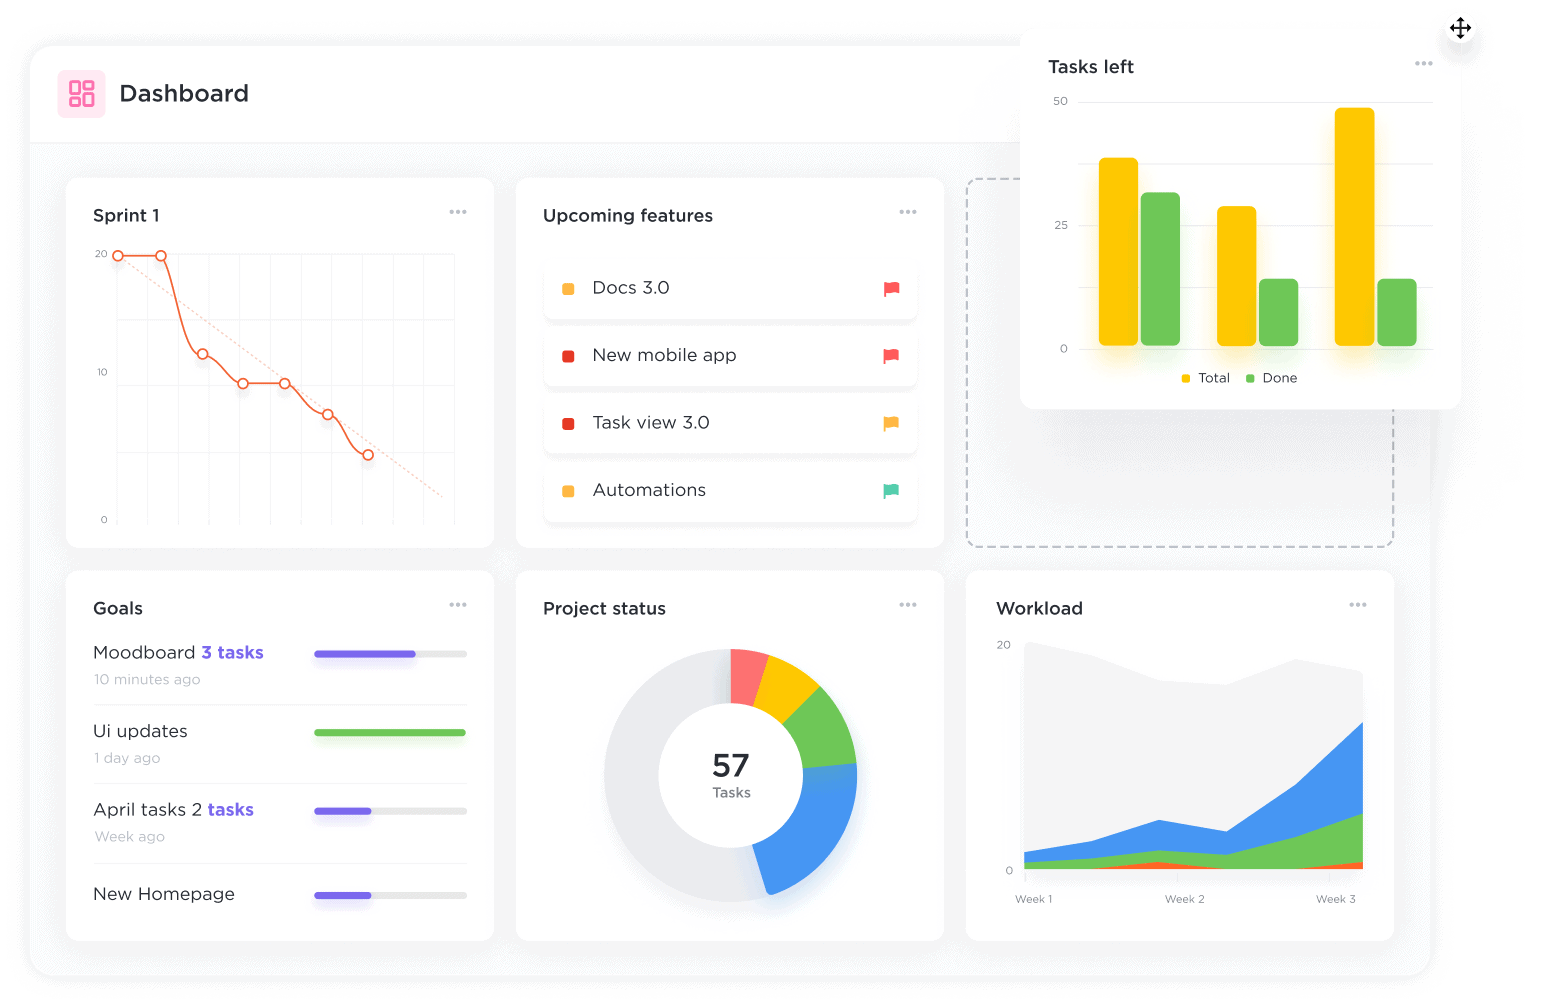 Dashboard
Tasks left
50
25
0
Total Done
Sprint 1
20
10
0
Upcoming features
Docs 3.0
New mobile app
Task view 3.0
Automations
Goals
Moodboard 3 tasks
10 minutes ago
Ui updates
1 day ago
April tasks 2 tasks
Week ago
New Homepage
Project status
57
Tasks
Workload
20
0
Week 1 Week 2 Week 3